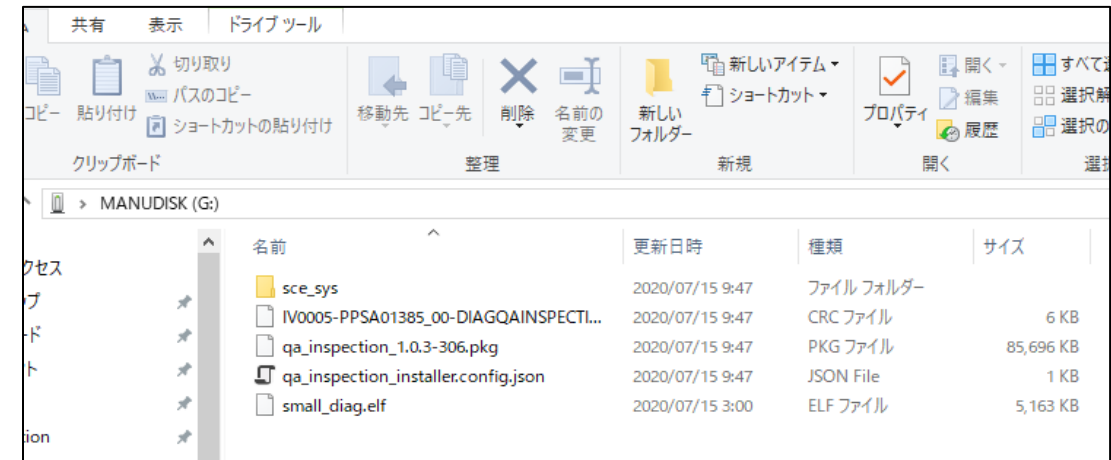 共有 表示 ドライブ ツール
コピー 貼り付け 切り取り
パスのコピー
ショートカットの貼り付け
クリップボード
移動先 コピー先 削除 名前の
変更
整理
新しい
フォルダー
新しいアイテム
ショートカット
新規
プロパティ 開く
編集
履歴
開く
すべて
選択解
選択の
選択
MANUDISK (G:)
名前 更新日時 種類 サイズ
sce_sys 2020/07/15 9:47 ファイル フォルダー
IV0005-PPSA01385_00-DIAGQAINSPECTI... 2020/07/15 9:47 CRC ファイル 6 KB
qa_inspection_1.0.3-306.pkg 2020/07/15 9:47 PKG ファイル 85,696 KB
qa_inspection_installer.config.json 2020/07/15 9:47 JSON File 1 KB
small_diag.elf 2020/07/15 3:00 ELF ファイル 5,163 KB
クセス
ップ
ード
ト
tion